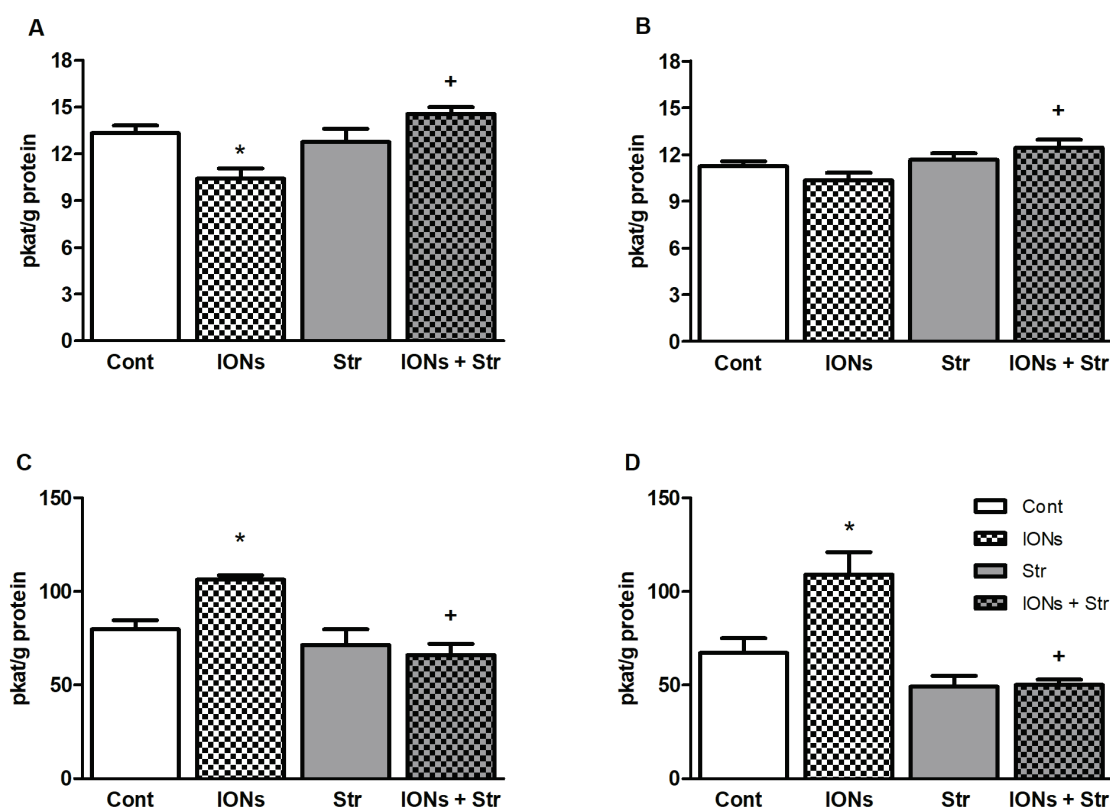 A
18
15
12
9
6
3
0
pkat/g protein
*
+
Cont IONs Str IONs + Str
B
18
15
12
9
6
3
0
pkat/g protein
+
Cont IONs Str IONs + Str
C
150
100
50
0
pkat/g protein
*
+
Cont IONs Str IONs + Str
D
150
100
50
0
pkat/g protein
*
+
Cont
IONs
Str
IONs + Str
Cont IONs Str IONs + Str